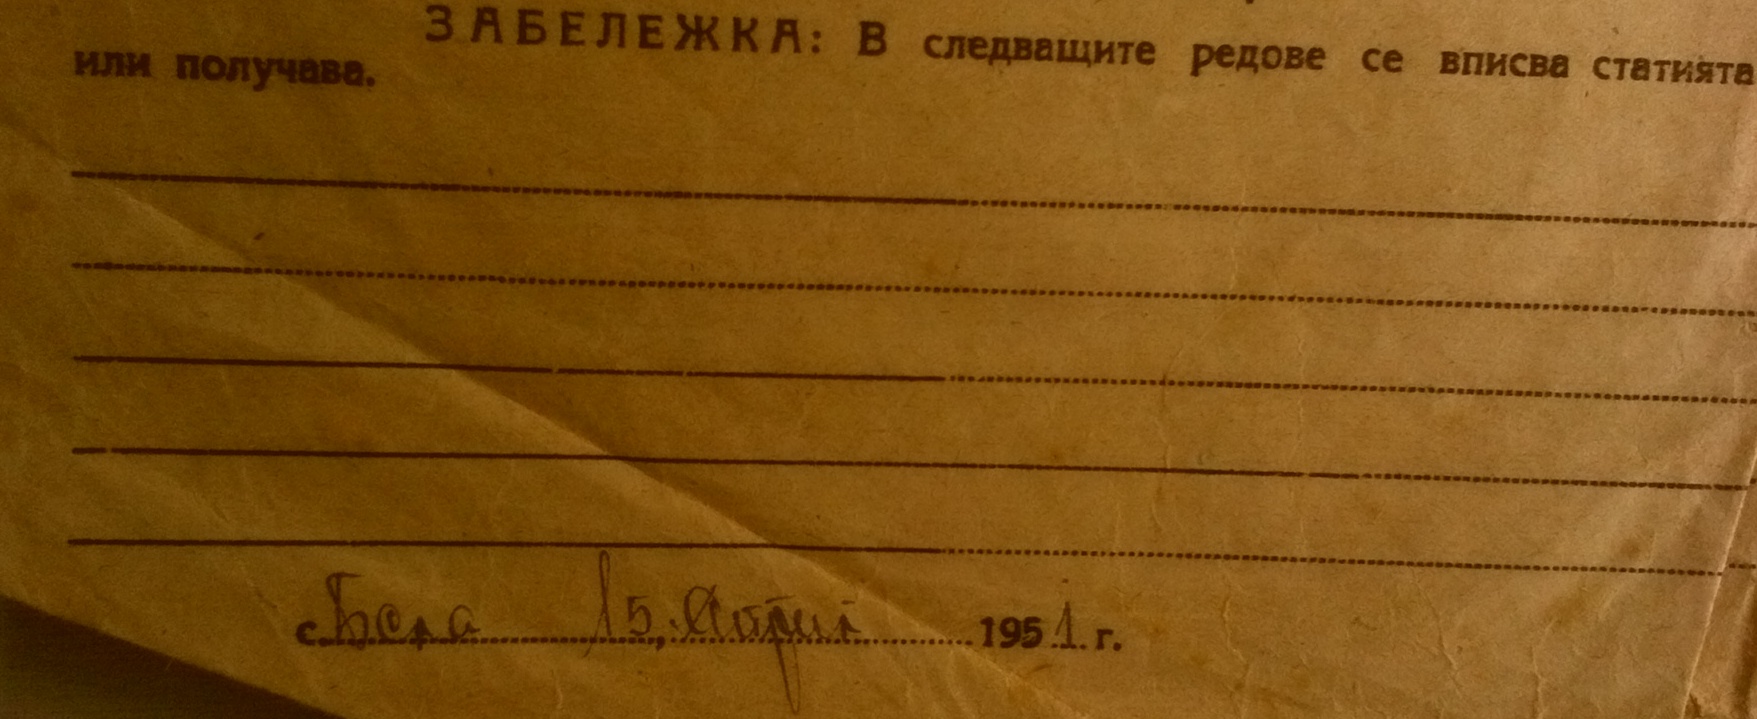 ЗАБЕЛЕЖКА: В следващите редове се вписва статията
или получава.
с. Бела 15, Април 1951 г.